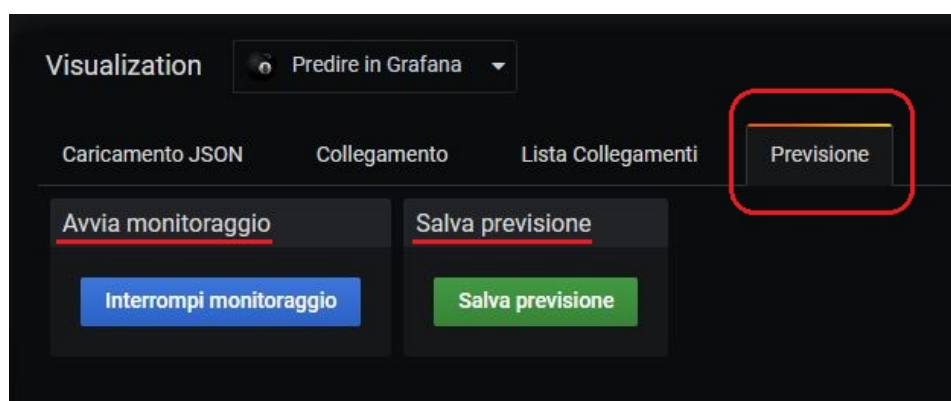 Visualization Predire in Grafana
Caricamento JSON Collegamento Lista Collegamenti Previsione
Avvia monitoraggio Salva previsione
Interrompi monitoraggio Salva previsione